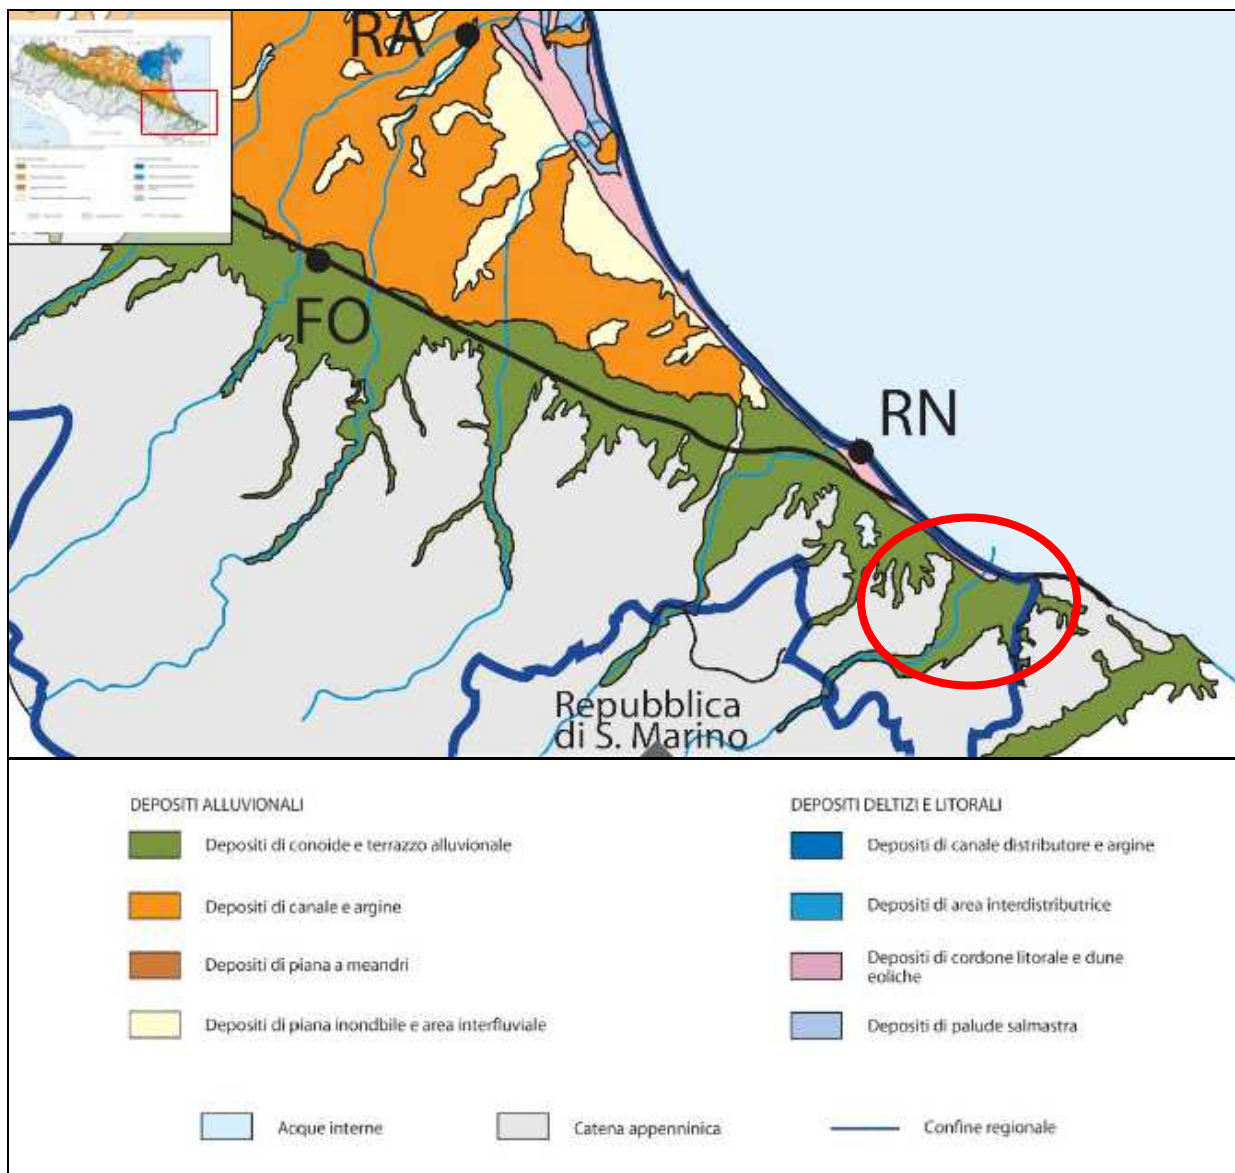 RA
FO
RN
Repubblica
di S. Marino
DEPOSITI ALLUVIONALI
Depositi di conoide e terrazzo alluvionale
Depositi di canale e argine
Depositi di piana a meandri
Depositi di piana inondbile e area interfluviale
DEPOSITI DELTIZI E LITORALI
Depositi di canale distributore e argine
Depositi di area interdistributrice
Depositi di cordone litorale e dune
eoliche
Depositi di palude salmastra
Acque interne
Catena appenninica
Confine regionale